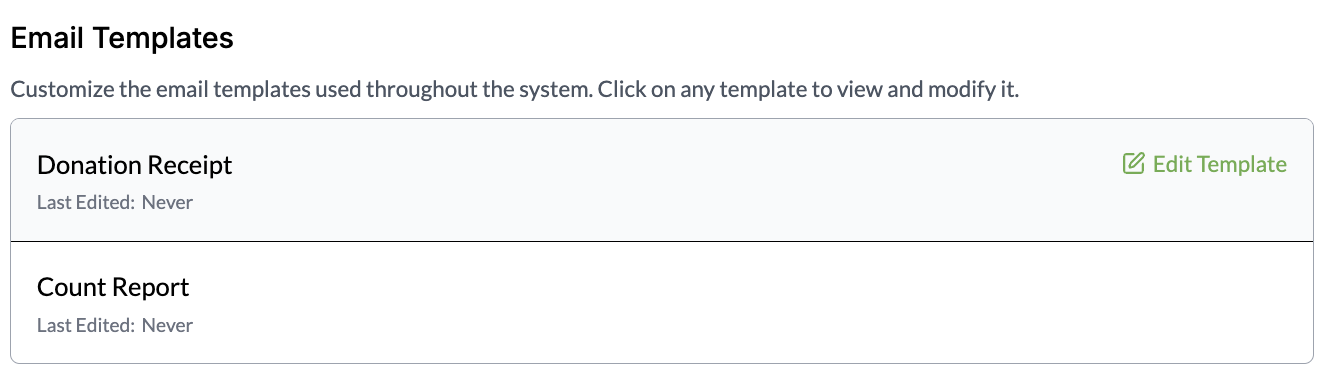 Email Templates
Customize the email templates used throughout the system. Click on any template to view and modify it.
Donation Receipt
Edit Template
Last Edited: Never
Count Report
Last Edited: Never